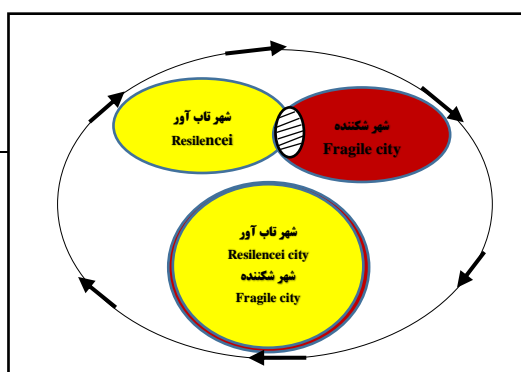 شهر تاب آور
Resilencei
شهر شکننده
Fragile city
شهر تاب آور
Resilencei city
شهر شکننده
Fragile city